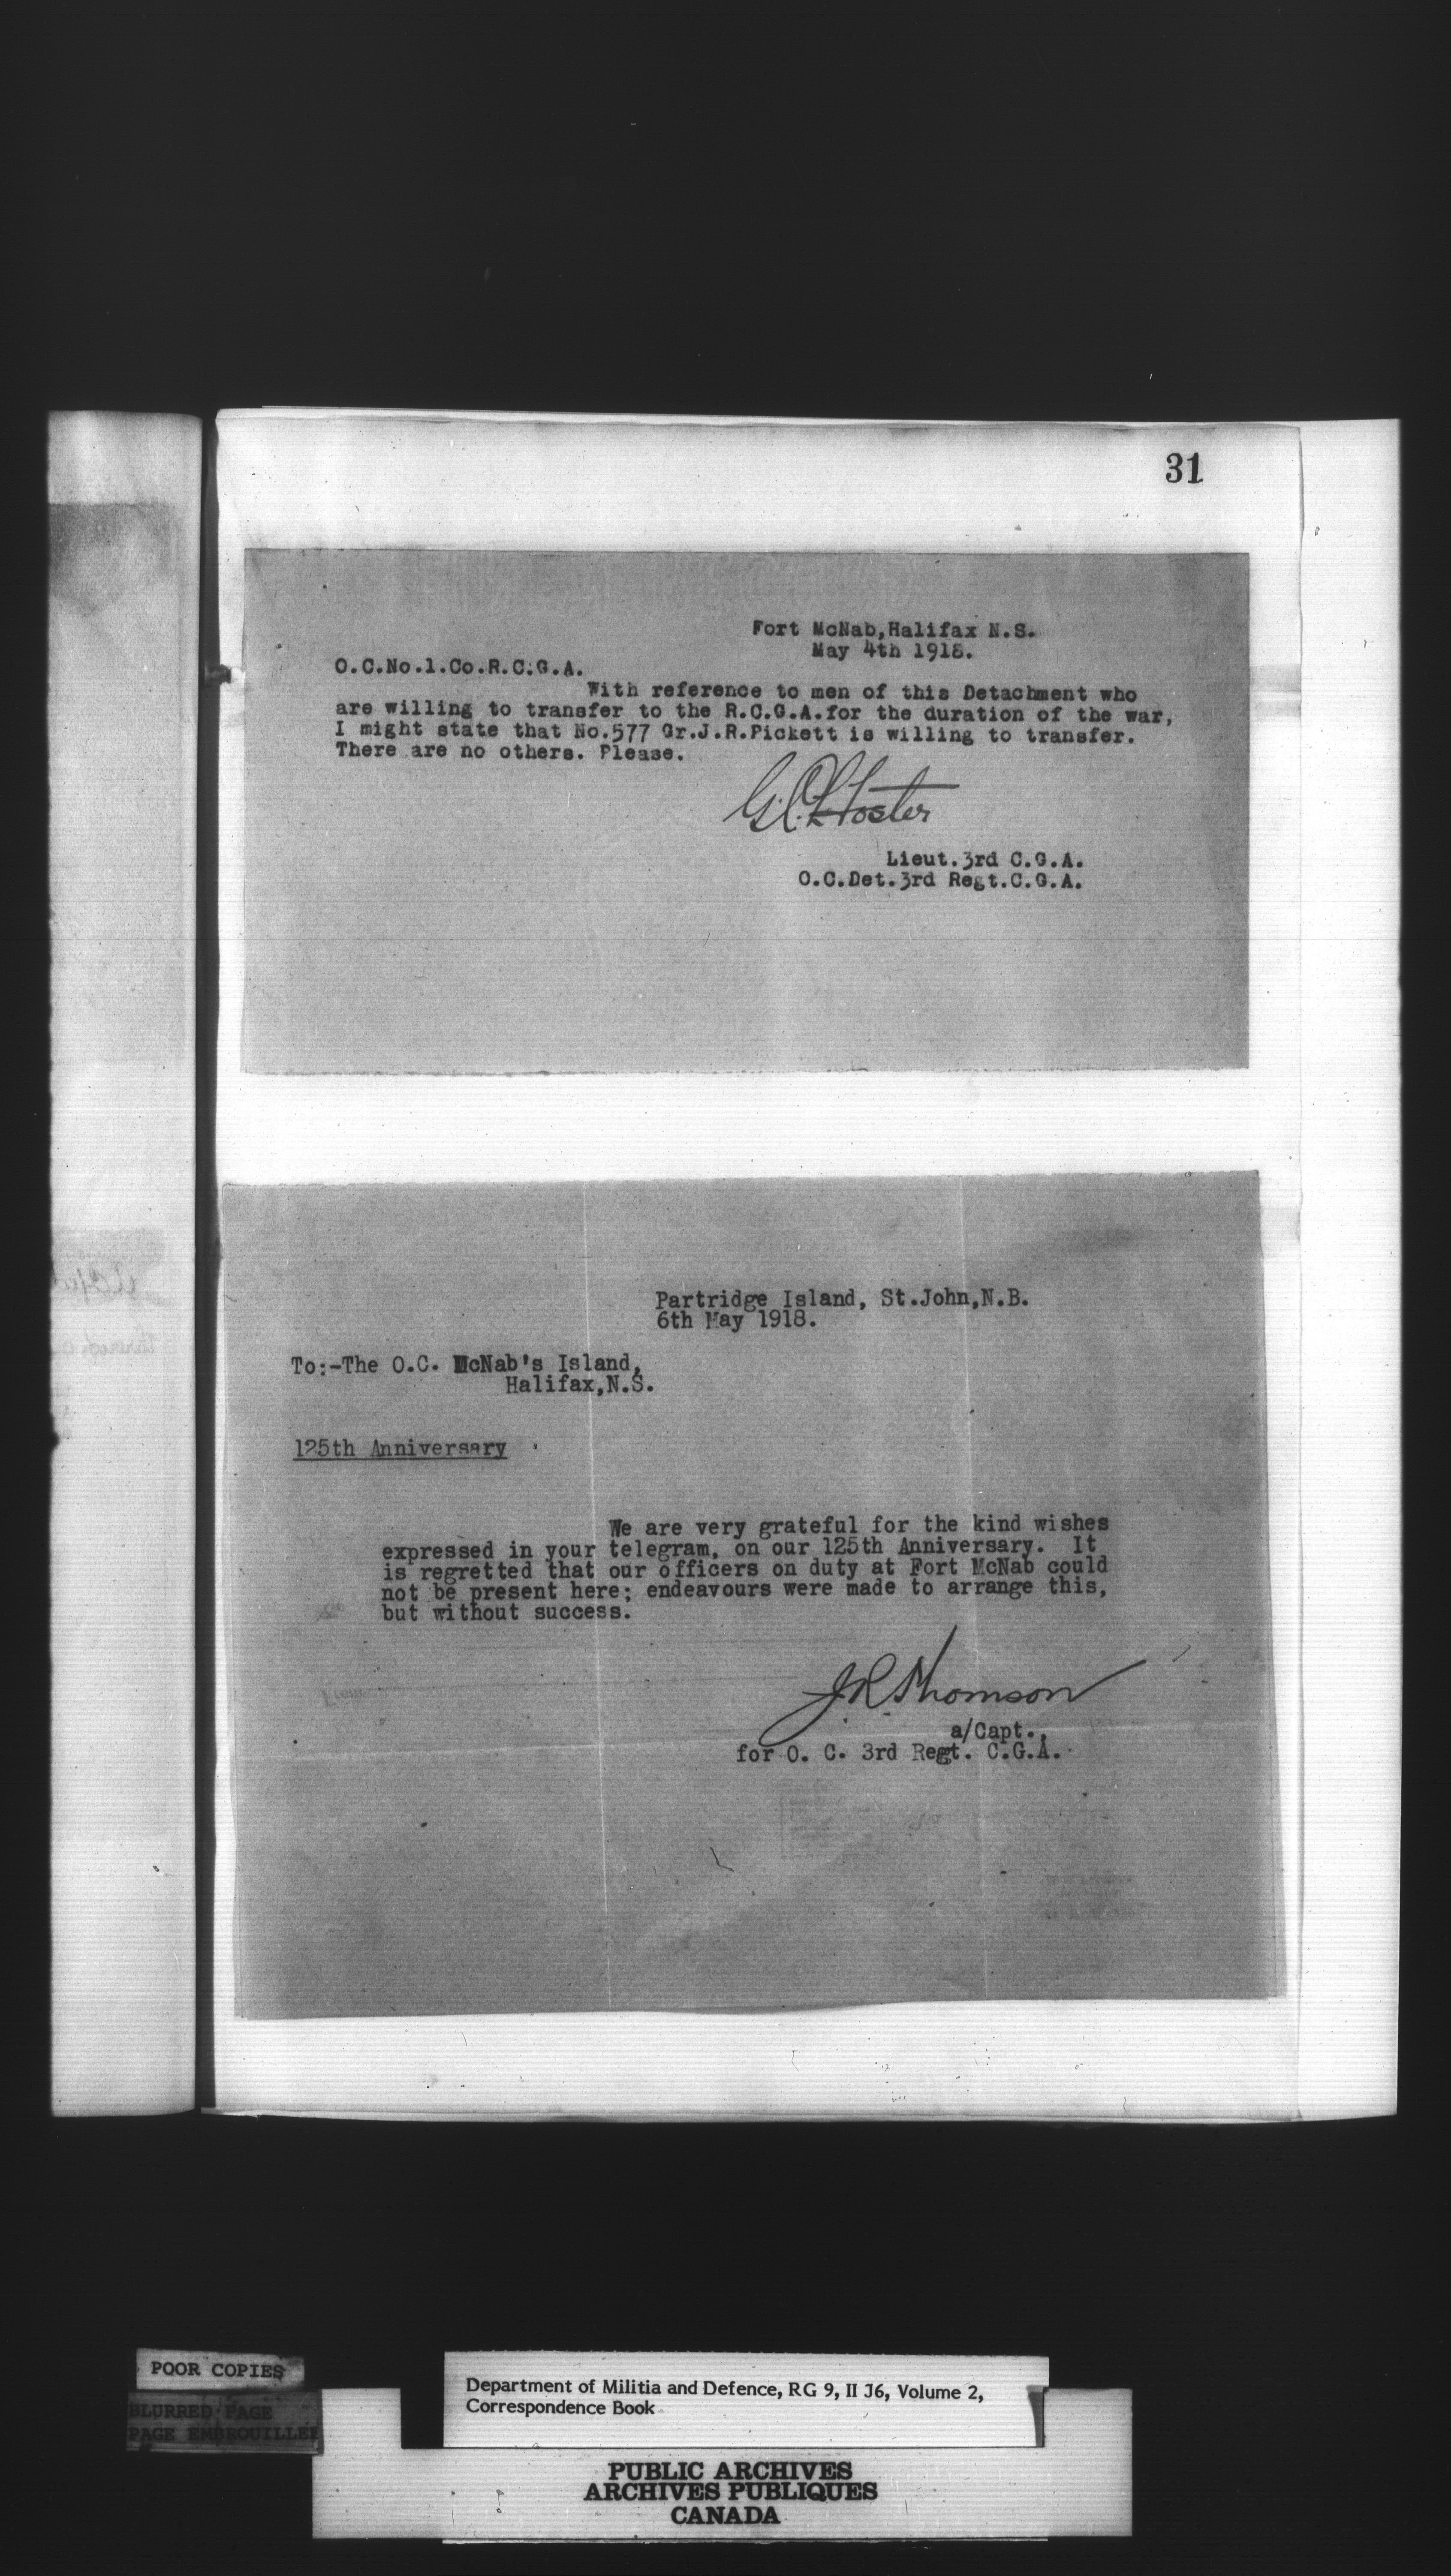 31
Fort McNab,Halifax N.S.
May 4th 1918.
O.C.No.1.Co.R.C.G.A.
With reference to men of this Detachment who
are willing to transfer to the R.C.G.A.for the duration of the war,
I might state that No.577 Gr.J.R.Pickett is willing to transfer.
There are no others. Please.
Foster
Lieut.3rd C.G.A.
O.C.Det.3rd Regt.C.G.A.
Partridge Island, St.John,N.B.
6th May 1918.
To:-The O.C. McNab's Island,
Halifax,N.S.
125th Anniversary
We are very grateful for the kind wishes
expressed in your telegram, on our 125th Anniversary. It
is regretted that our officers on duty at Fort McNab could
not be present here; endeavours were made to arrange this,
but without success.
J R Thomson
a/Capt.,
for O. C. 3rd Regt. C.G.A.
POOR COPIES
BLURRED PAGE
PAGE EMBROUILLEE
Department of Militia and Defence, RG 9, II J6, Volume 2,
Correspondence Book
PUBLIC ARCHIVES
ARCHIVES PUBLIQUES
CANADA